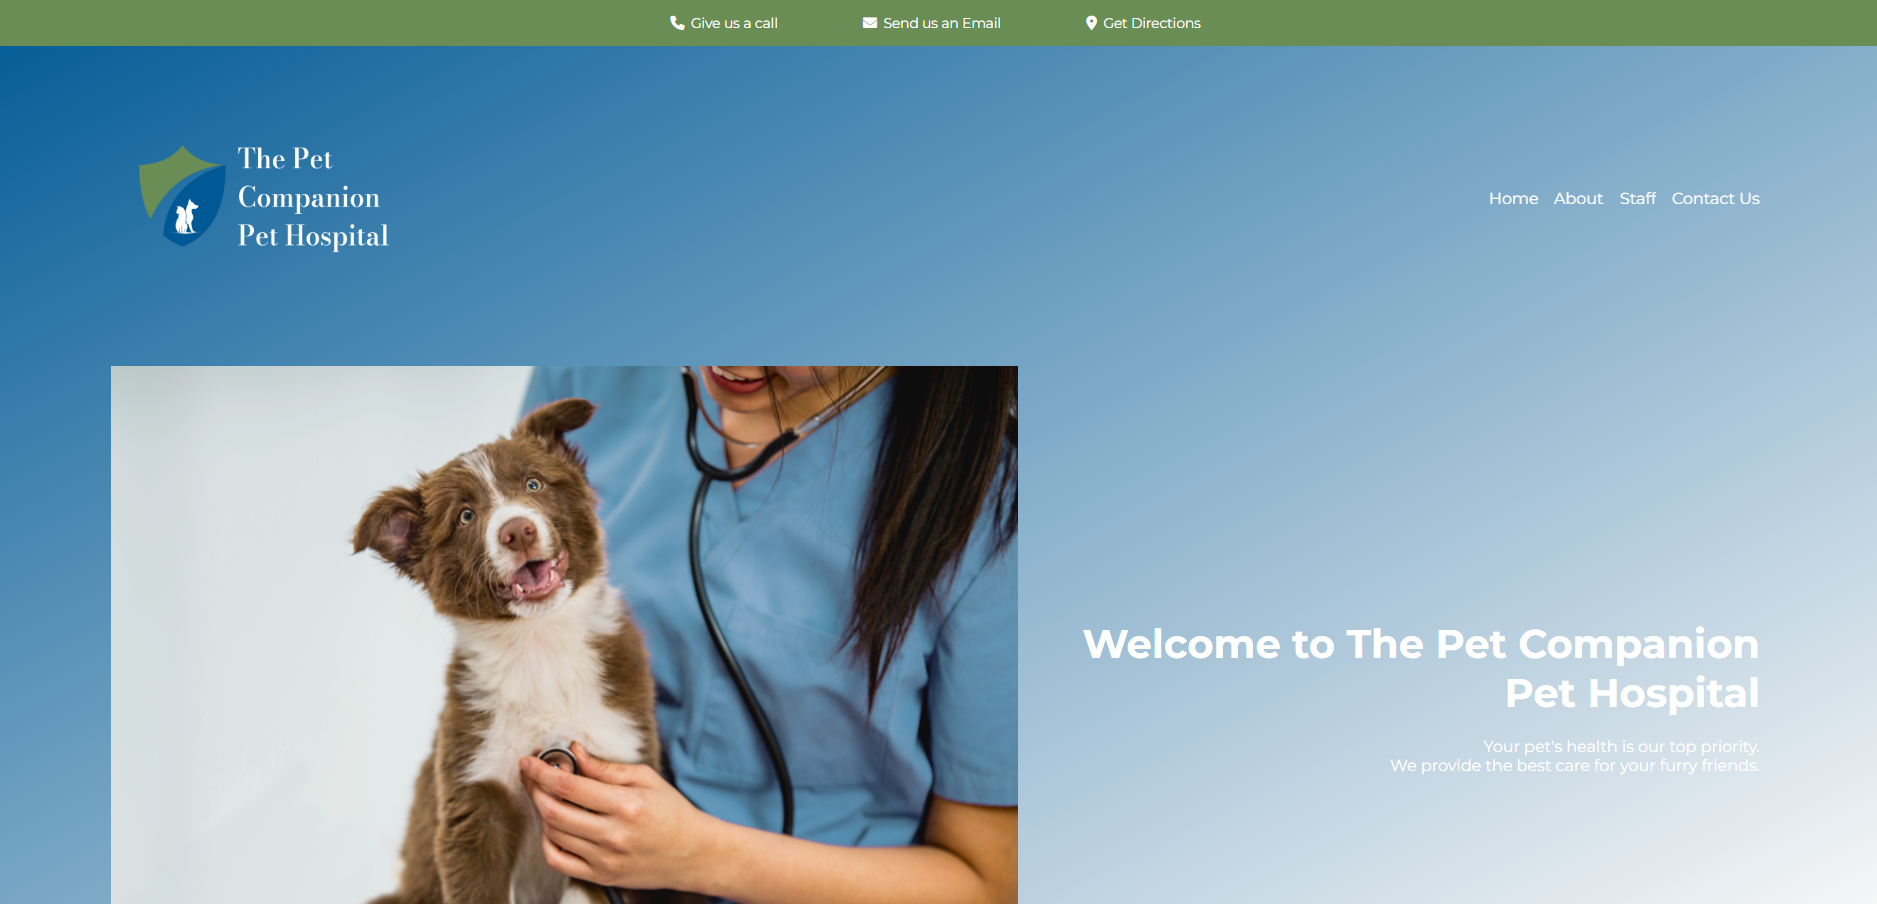 Give us a call
Send us an Email
Get Directions
The Pet
Companion
Pet Hospital
Home
About
Staff
Contact Us
Welcome to The Pet Companion
Pet Hospital
Your pet's health is our top priority.
We provide the best care for your furry friends.